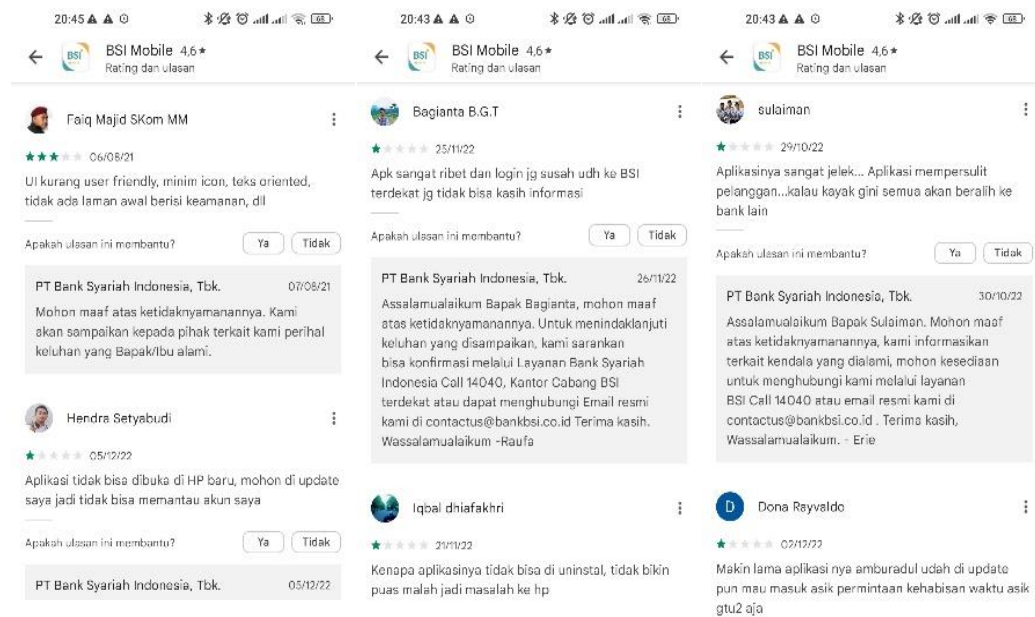 20:45
68
BSI Mobile 4,6★
Rating dan ulasan
BSI
Faiq Majid SKom MM
06/08/21
UI kurang user friendly, minim icon, teks oriented,
tidak ada laman awal berisi keamanan, dll
Apakah ulasan ini membantu?
Ya
Tidak
PT Bank Syariah Indonesia, Tbk.
07/08/21
Mohon maaf atas ketidaknyamanannya. Kami
akan sampaikan kepada pihak terkait kami perihal
keluhan yang Bapak/Ibu alami.
Hendra Setyabudi
05/12/22
Aplikasi tidak bisa dibuka di HP baru, mohon di update
saya jadi tidak bisa memantau akun saya
Apakah ulasan ini membantu?
Ya
Tidak
PT Bank Syariah Indonesia, Tbk.
05/12/22
20:43
68
BSI Mobile 4,6★
Rating dan ulasan
BSI
Bagianta B.G.T
25/11/22
Apk sangat ribet dan login jg susah udh ke BSI
terdekat jg tidak bisa kasih informasi
Apakah ulasan ini membantu?
Ya
Tidak
PT Bank Syariah Indonesia, Tbk.
26/11/22
Assalamualaikum Bapak Bagianta, mohon maaf
atas ketidaknyamanannya. Untuk menindaklanjuti
keluhan yang disampaikan, kami sarankan
bisa konfirmasi melalui Layanan Bank Syariah
Indonesia Call 14040, Kantor Cabang BSI
terdekat atau dapat menghubungi Email resmi
kami di contactus@bankbsi.co.id Terima kasih.
Wassalamualaikum -Raufa
Iqbal dhiafakhri
21/11/22
Kenapa aplikasinya tidak bisa di uninstal, tidak bikin
puas malah jadi masalah ke hp
20:43
68
BSI Mobile 4,6★
Rating dan ulasan
BSI
sulaiman
29/10/22
Aplikasinya sangat jelek... Aplikasi mempersulit
pelanggan...kalau kayak gini semua akan beralih ke
bank lain
Apakah ulasan ini membantu?
Ya
Tidak
PT Bank Syariah Indonesia, Tbk.
30/10/22
Assalamualaikum Bapak Sulaiman. Mohon maaf
atas ketidaknyamanannya, kami informasikan
terkait kendala yang dialami, mohon kesediaan
untuk menghubungi kami melalui layanan
BSI Call 14040 atau email resmi kami di
contactus@bankbsi.co.id . Terima kasih,
Wassalamualaikum. - Erie
D
Dona Rayvaldo
02/12/22
Makin lama aplikasi nya amburadul udah di update
pun mau masuk asik permintaan kehabisan waktu asik
gtu2 aja